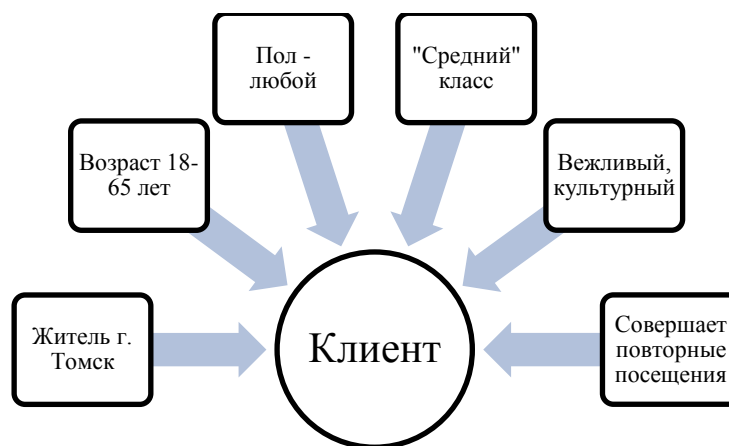 Пол -
любой
"Средний"
класс
Возраст 18-
65 лет
Вежливый,
культурный
Житель г.
Томск
Клиент
Совершает
повторные
посещения